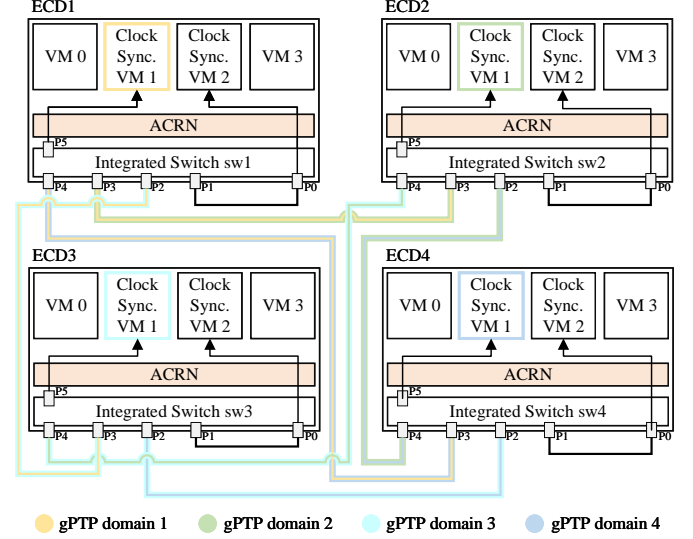 ECD1
ECD2
VM 0
Clock
Sync.
VM 1
Clock
Sync.
VM 2
VM 3
VM 0
Clock
Sync.
VM 1
Clock
Sync.
VM 2
VM 3
ACRN
ACRN
P5
P5
Integrated Switch sw1
Integrated Switch sw2
P4 P3 P2 P1 P0
P4 P3 P2 P1 P0
ECD3
ECD4
VM 0
Clock
Sync.
VM 1
Clock
Sync.
VM 2
VM 3
VM 0
Clock
Sync.
VM 1
Clock
Sync.
VM 2
VM 3
ACRN
ACRN
P5
P5
Integrated Switch sw3
Integrated Switch sw4
P4 P3 P2 P1 P0
P4 P3 P2 P1 P0
gPTP domain 1 gPTP domain 2 gPTP domain 3 gPTP domain 4